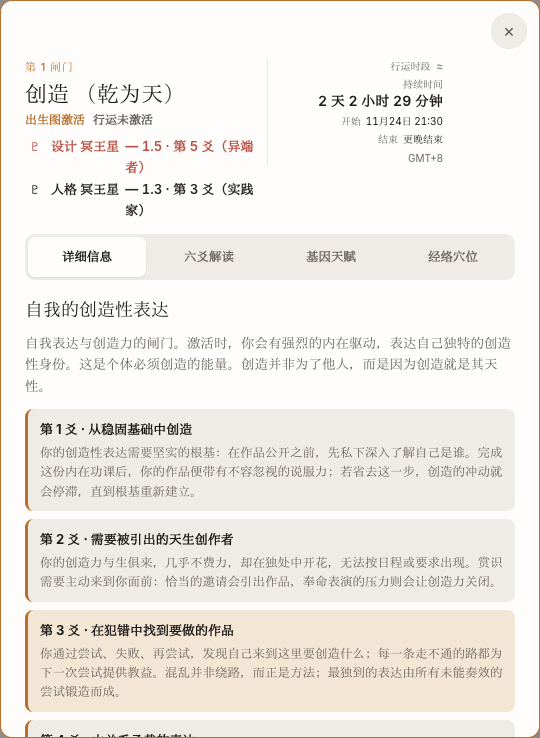 ×
第 1 闸门
创造 （乾为天）
出生图激活 行运未激活
♇ 设计 冥王星 — 1.5 · 第 5 爻（异端
者）
♇ 人格 冥王星 — 1.3 · 第 3 爻（实践
家）
行运时段 ≈
持续时间
2 天 2 小时 29 分钟
开始 11月24日 21:30
结束 更晚结束
GMT+8
详细信息 六爻解读 基因天赋 经络穴位
自我的创造性表达
自我表达与创造力的闸门。激活时，你会有强烈的内在驱动，表达自己独特的创造
性身份。这是个体必须创造的能量。创造并非为了他人，而是因为创造就是其天
性。
第 1 爻 · 从稳固基础中创造
你的创造性表达需要坚实的根基：在作品公开之前，先私下深入了解自己是谁。完成
这份内在功课后，你的作品便带有不容忽视的说服力；若省去这一步，创造的冲动就
会停滞，直到根基重新建立。
第 2 爻 · 需要被引出的天生创作者
你的创造力与生俱来，几乎不费力，却在独处中开花，无法按日程或要求出现。赏识
需要主动来到你面前：恰当的邀请会引出作品，奉命表演的压力则会让创造力关闭。
第 3 爻 · 在犯错中找到要做的作品
你通过尝试、失败、再尝试，发现自己来到这里要创造什么；每一条走不通的路都为
下一次尝试提供教益。混乱并非绕路，而正是方法；最独到的表达由所有未能奏效的
尝试锻造而成。